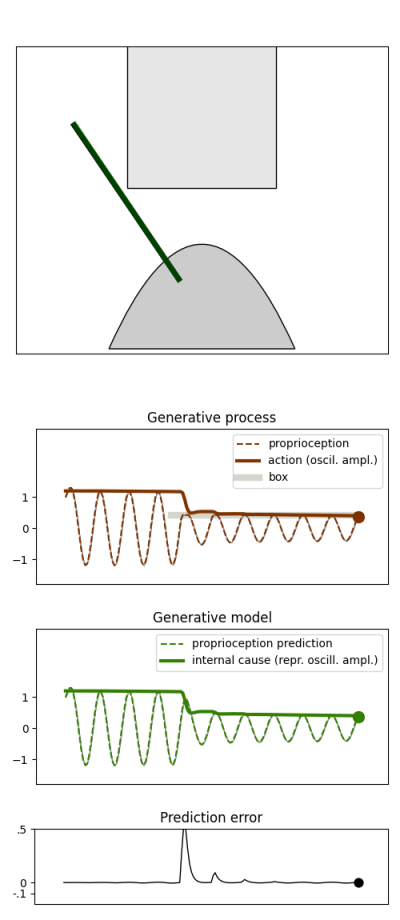 Generative process
proprioception
action (oscil. ampl.)
box
1
0
−1
Generative model
proprioception prediction
internal cause (repr. oscill. ampl.)
1
0
−1
Prediction error
.5
0
-.1